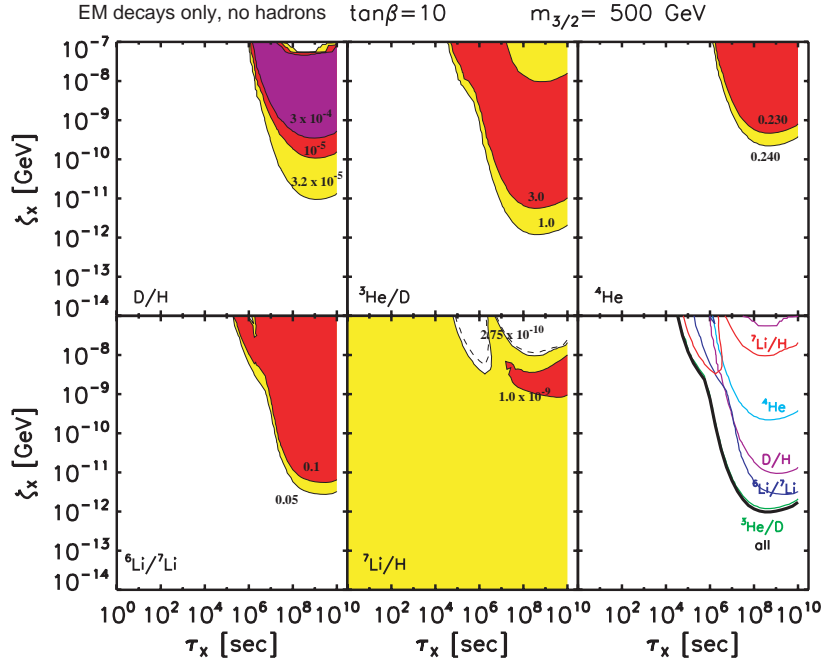 EM decays only, no hadrons tanβ=10 m3/2= 500 GeV
10-7
10-8
10-9
10-10
10-11
10-12
10-13
10-14
ζx [GeV]
3 x 10-4
10-5
3.2 x 10-5
D/H
3.0
1.0
3He/D
0.230
0.240
4He
10-8
10-9
10-10
10-11
10-12
10-13
10-14
ζx [GeV]
0.1
0.05
6Li/7Li
2.75 x 10-10
1.0 x 10-9
7Li/H
7Li/H
4He
D/H
6Li/7Li
3He/D
all
100 102 104 106 108 1010 102 104 106 108 1010 102 104 106 108 1010
τx [sec] τx [sec] τx [sec]